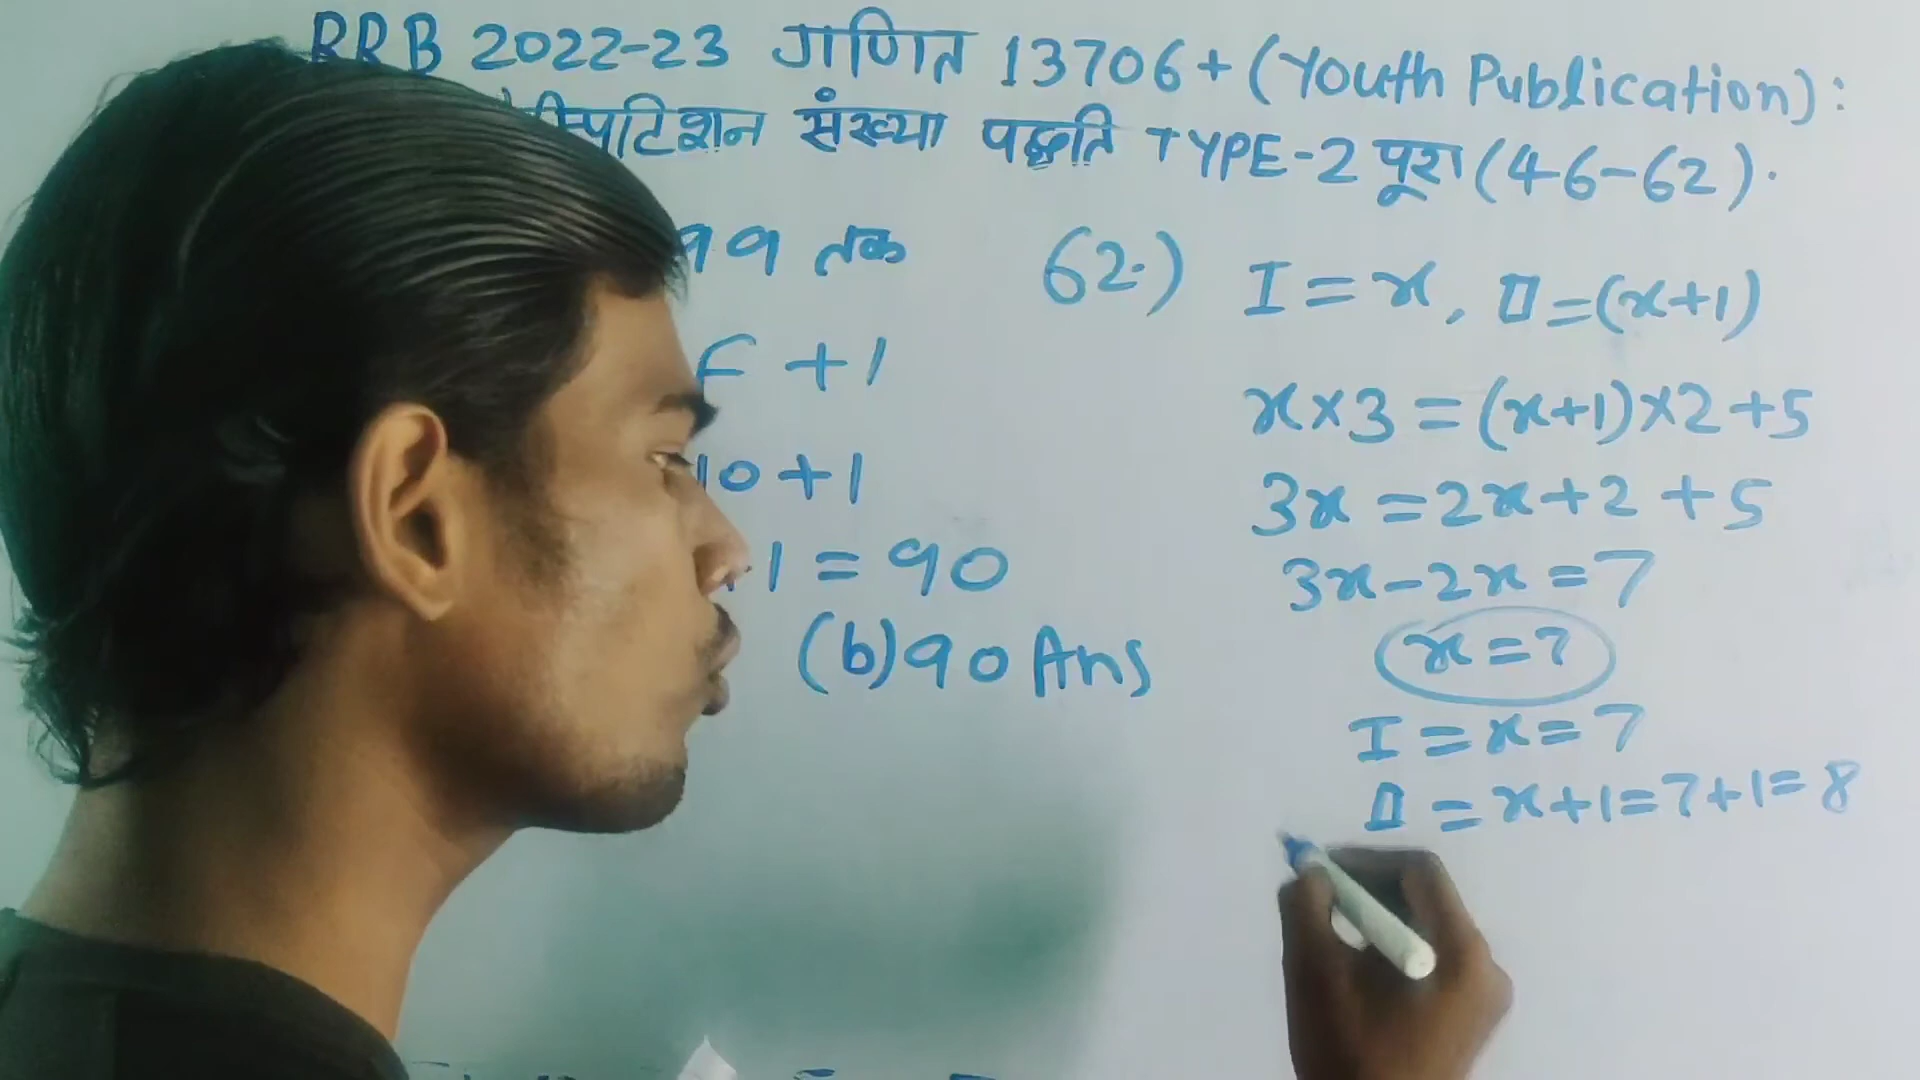 RRB 2022-23 गणित 13706+ (Youth Publication):
म्पटिशन संख्या पद्धति TYPE-2 पूरा (46-62).
99 तक
+1
10+1
1 = 90
(b) 90 Ans
62.) I = x, II = (x+1)
x×3 = (x+1)×2+5
3x = 2x+2+5
3x-2x = 7
x = 7
I = x = 7
II = x+1 = 7+1 = 8